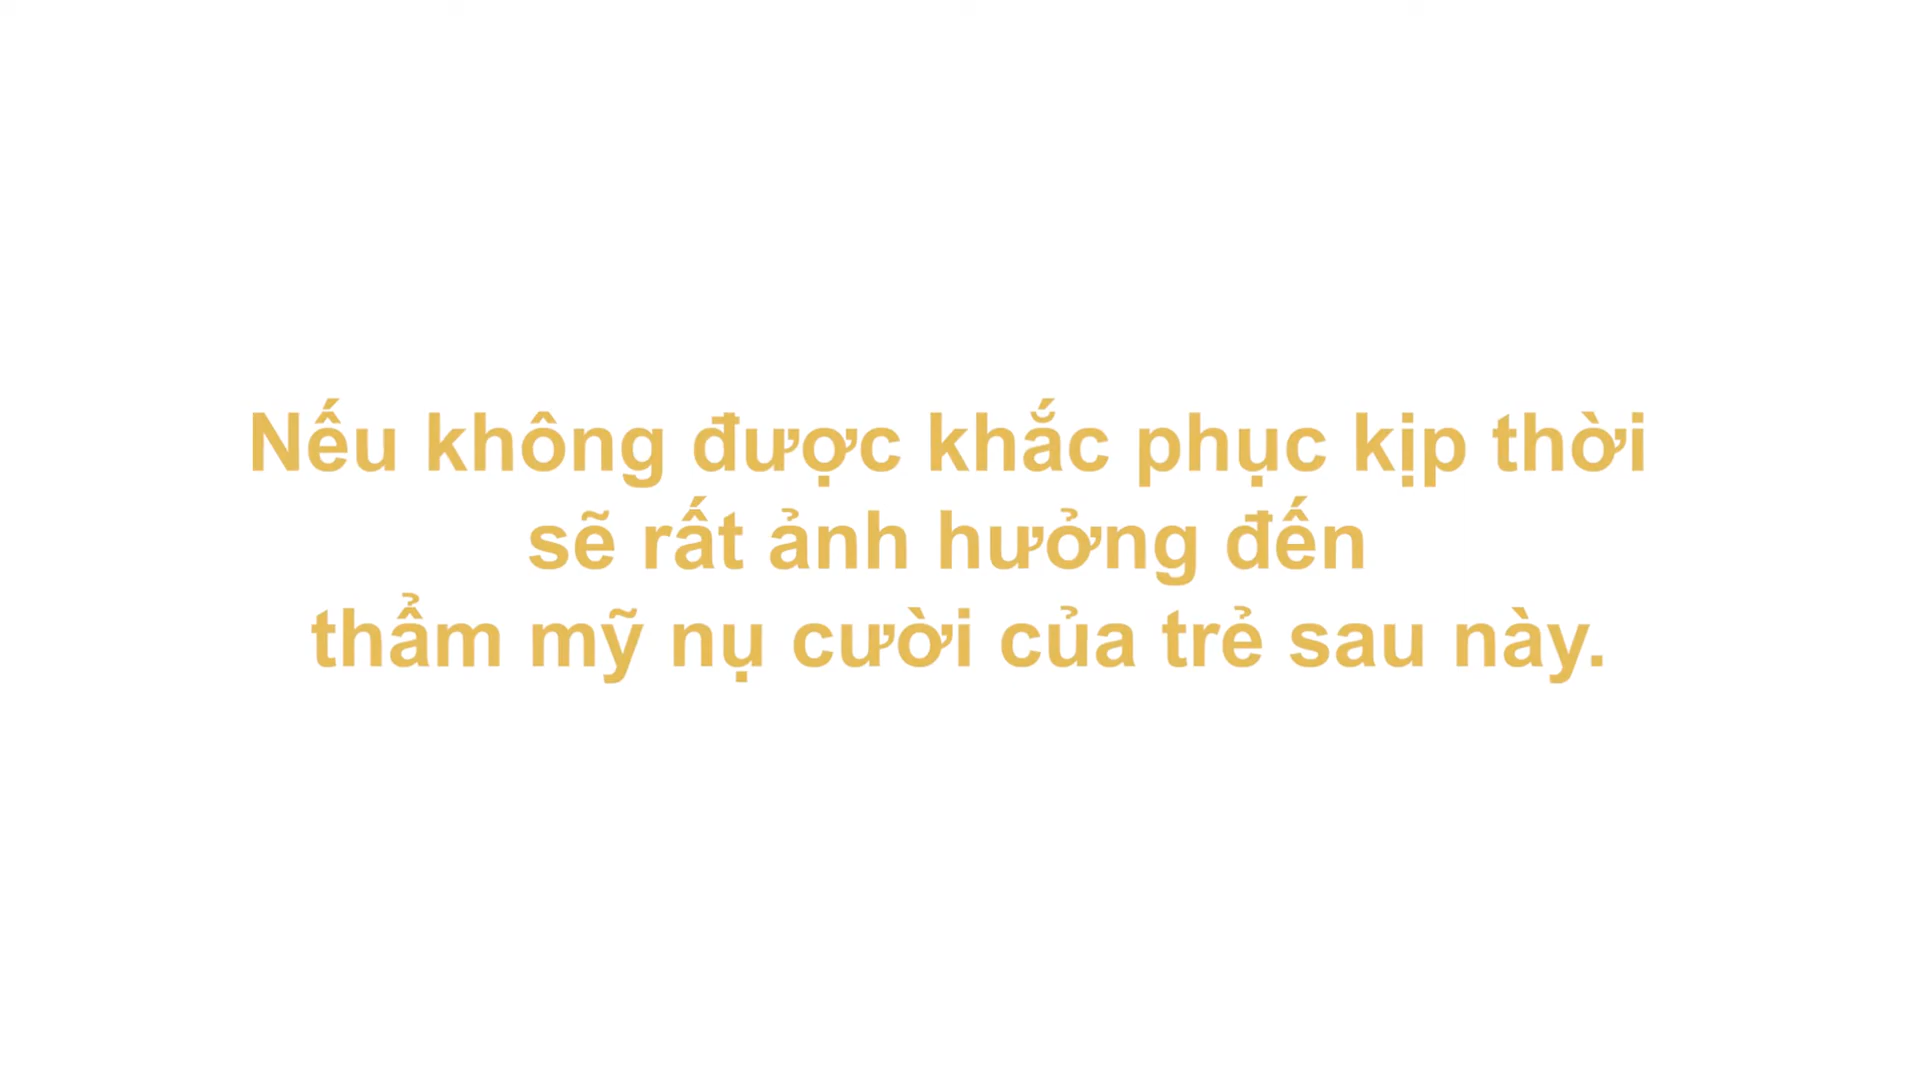 Nếu không được khắc phục kịp thời
sẽ rất ảnh hưởng đến
thẩm mỹ nụ cười của trẻ sau này.